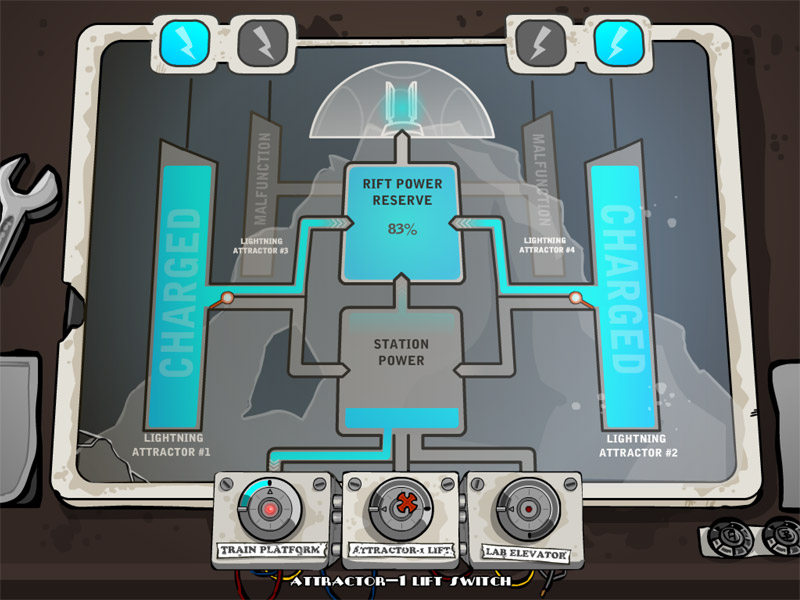 MALFUNCTION
MALFUNCTION
CHARGED
CHARGED
RIFT POWER
RESERVE
83%
LIGHTNING
ATTRACTOR #3
LIGHTNING
ATTRACTOR #4
STATION
POWER
LIGHTNING
ATTRACTOR #1
LIGHTNING
ATTRACTOR #2
TRAIN PLATFORM
ATTRACTOR-1 LIFT
LAB ELEVATOR
ATTRACTOR-1 LIFT SWITCH